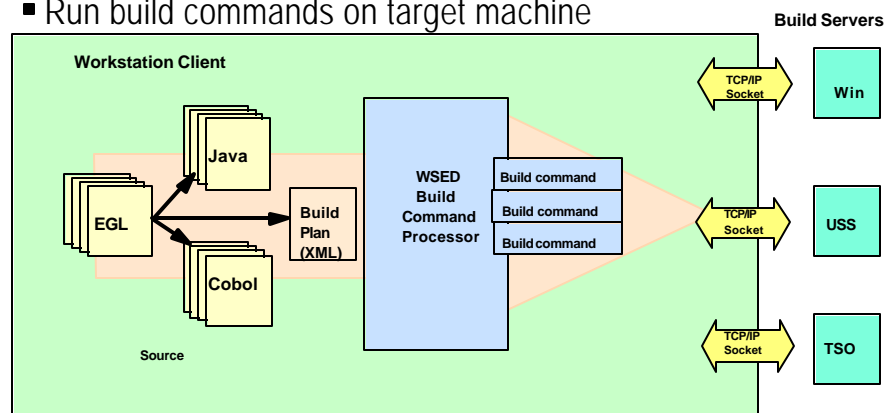 ▪ Run build commands on target machine
Build Servers
Workstation Client
TCP/IP
Socket
Win
Java
EGL
Build
Plan
(XML)
Cobol
Source
WSED
Build
Command
Processor
Build command
Build command
Build command
TCP/IP
Socket
USS
TCP/IP
Socket
TSO